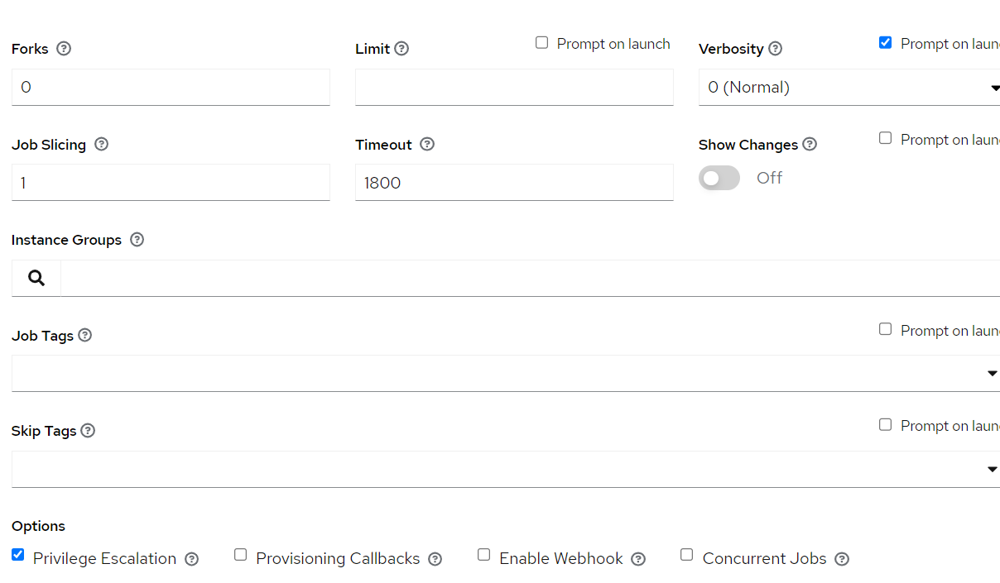 Forks
Limit
Prompt on launch
Verbosity
Prompt on laun
0
0 (Normal)
Job Slicing
Timeout
Show Changes
Prompt on laun
1
1800
Off
Instance Groups
Job Tags
Prompt on laun
Skip Tags
Prompt on laun
Options
Privilege Escalation
Provisioning Callbacks
Enable Webhook
Concurrent Jobs